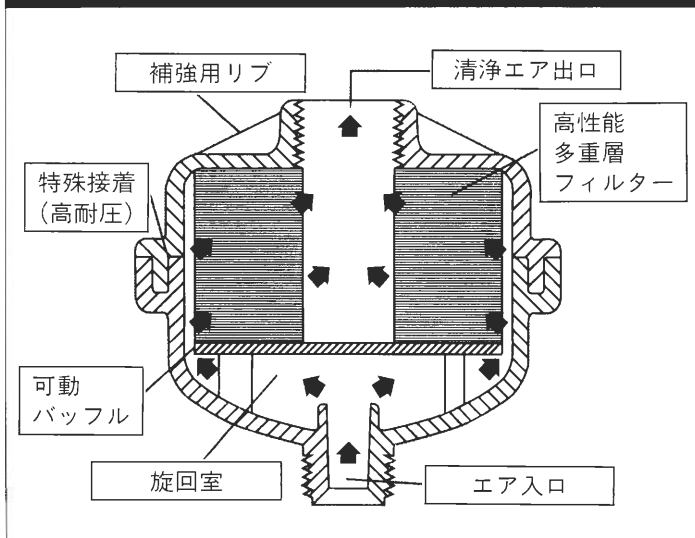 補強用リブ
清浄エア出口
高性能
多重層
フィルター
特殊接着
(高耐圧)
可動
バッフル
旋回室
エア入口